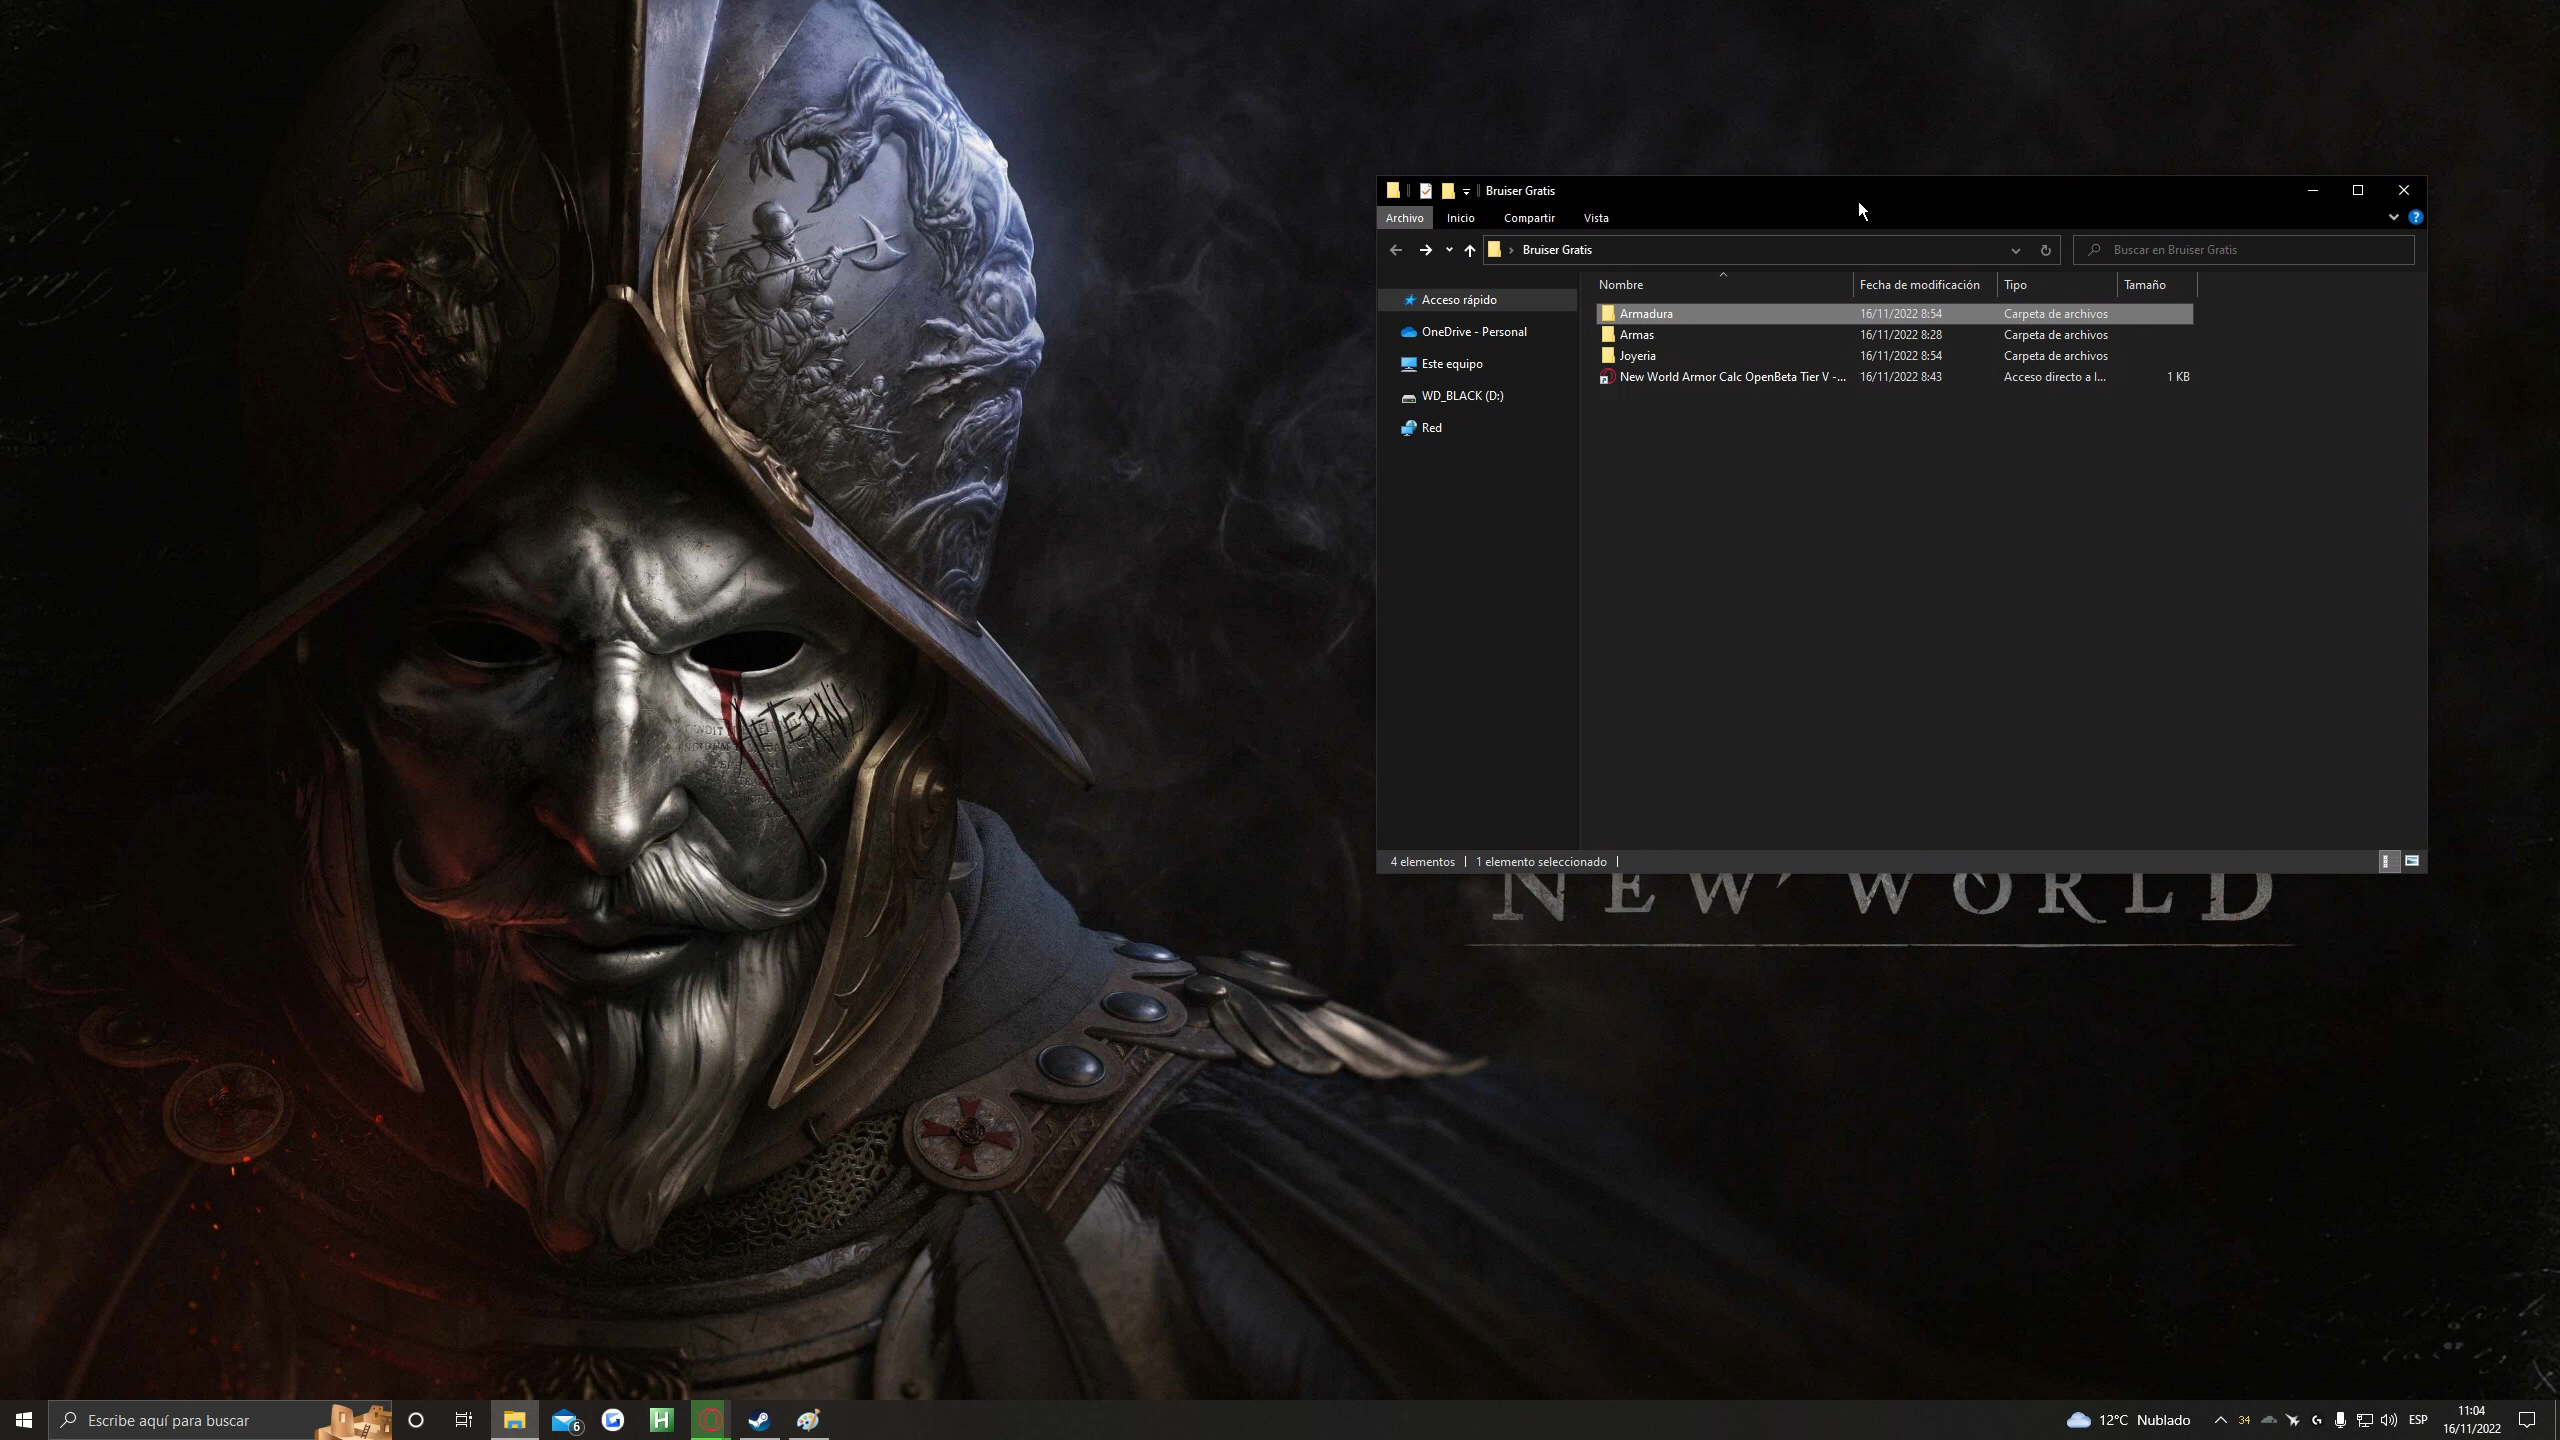 Bruiser Gratis
Archivo Inicio Compartir Vista
Bruiser Gratis
Buscar en Bruiser Gratis
Nombre Fecha de modificación Tipo Tamaño
Acceso rápido
OneDrive - Personal
Este equipo
WD_BLACK (D:)
Red
Armadura 16/11/2022 8:54 Carpeta de archivos
Armas 16/11/2022 8:28 Carpeta de archivos
Joyeria 16/11/2022 8:54 Carpeta de archivos
New World Armor Calc OpenBeta Tier V -... 16/11/2022 8:43 Acceso directo a I... 1 KB
4 elementos 1 elemento seleccionado
NEW WORLD
AETERNU
Escribe aquí para buscar
6
H
12°C Nublado
34
ESP
11:04
16/11/2022